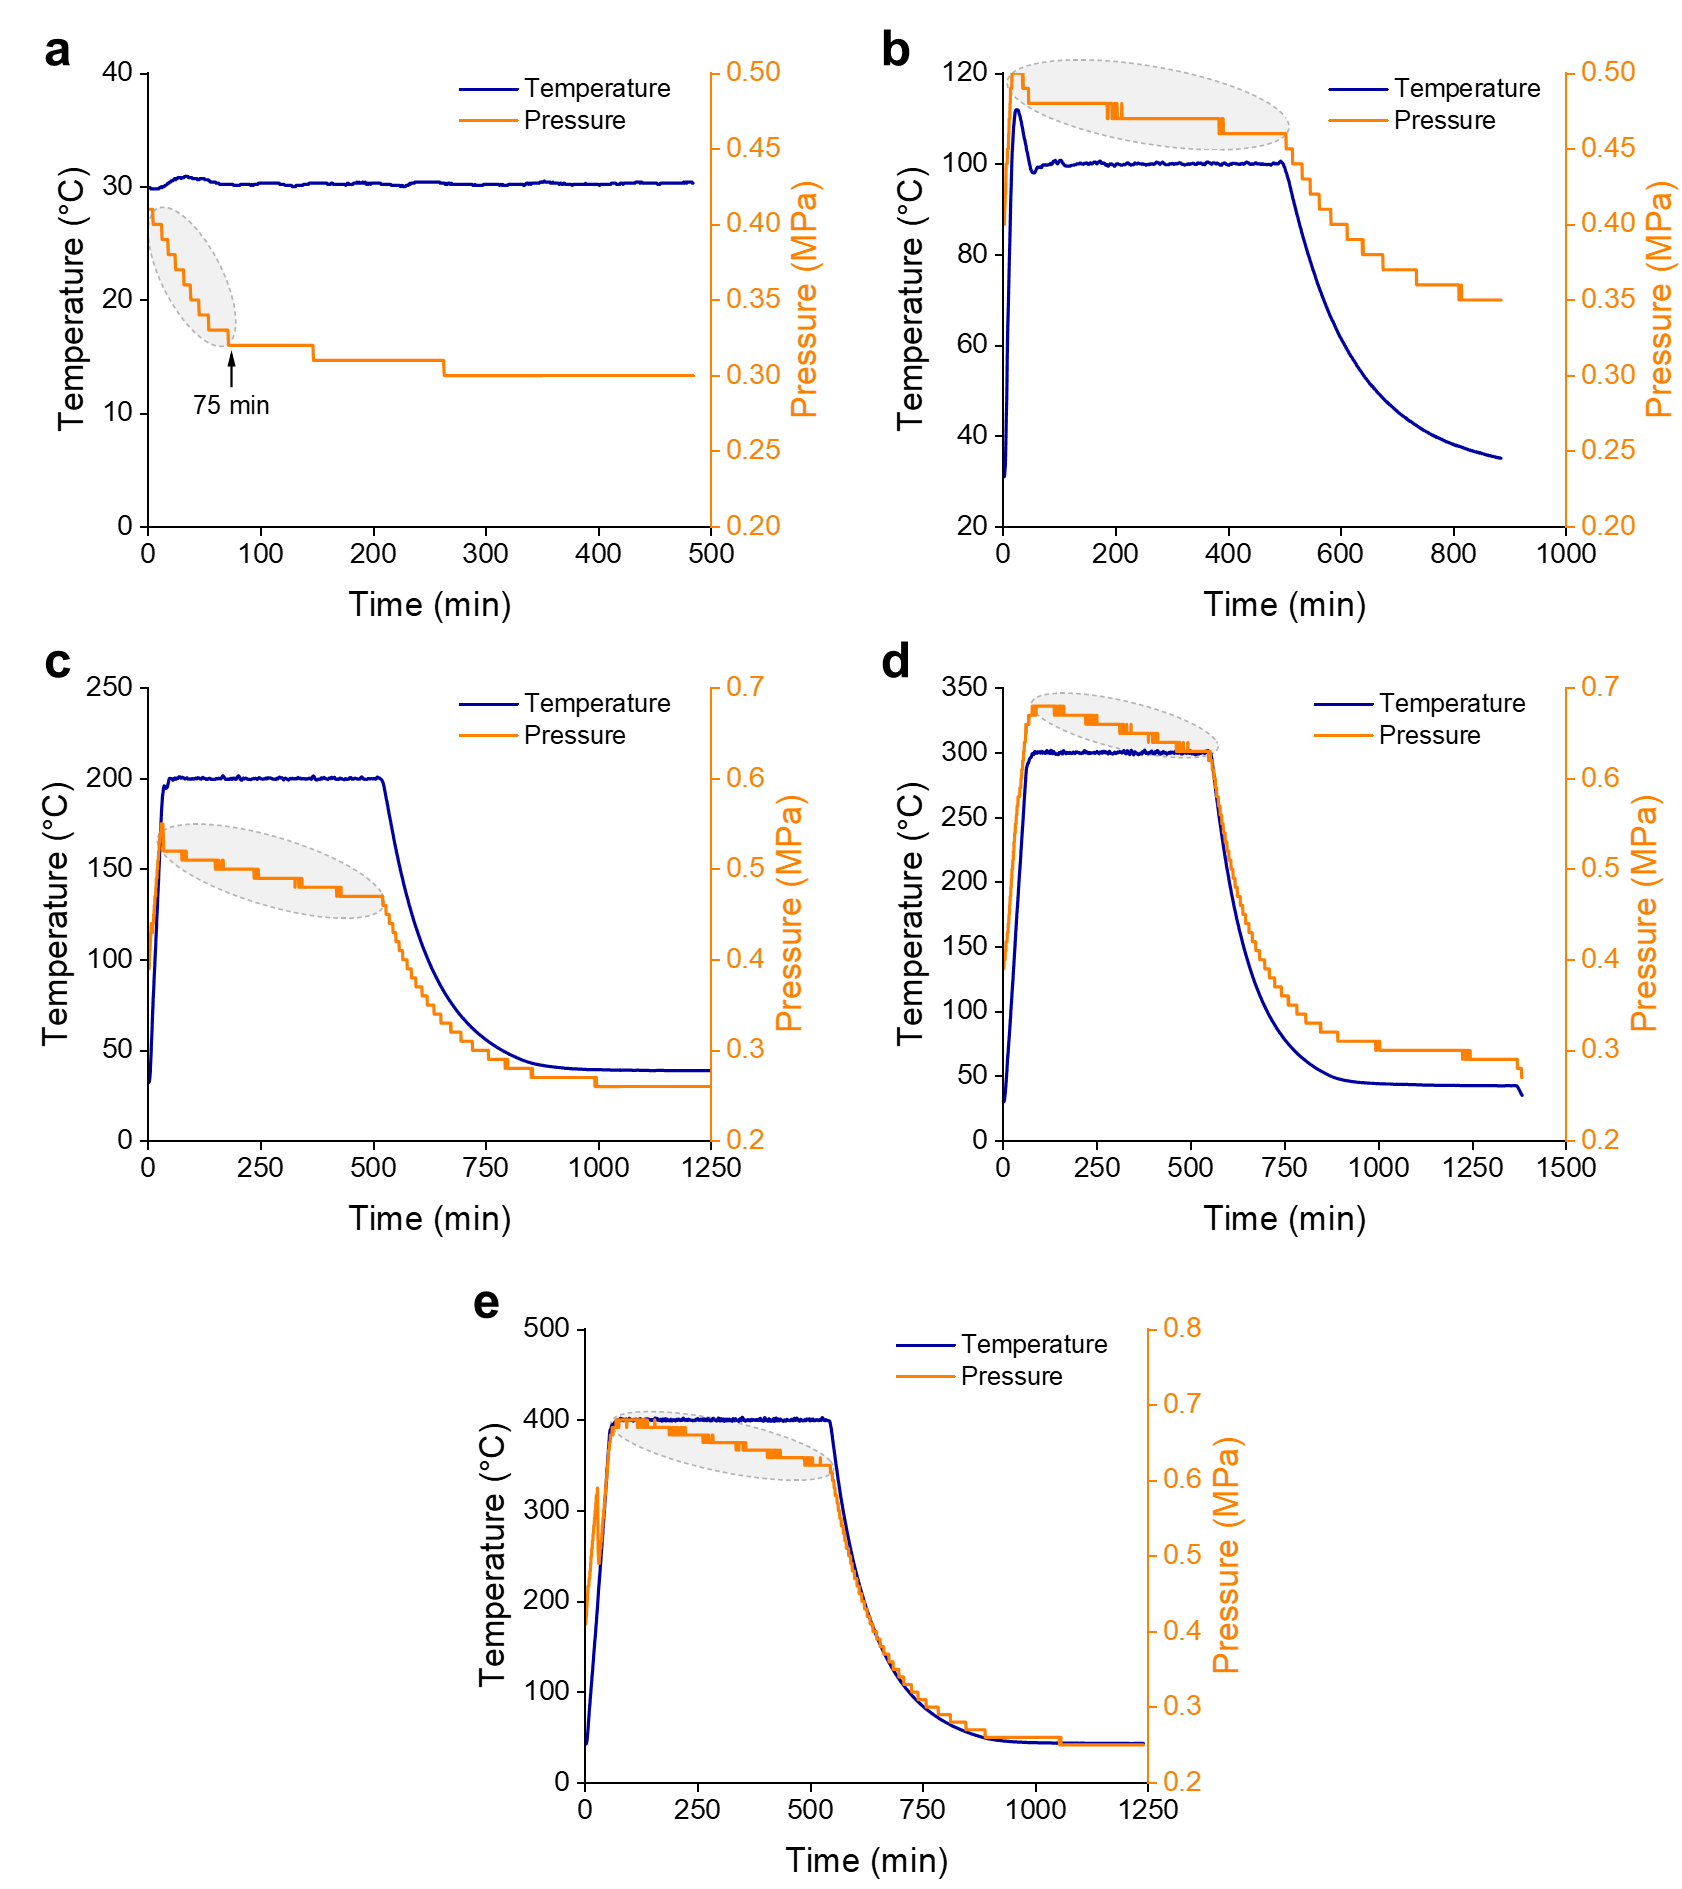 a
40
30
20
10
0
Temperature (°C)
0.50
0.45
0.40
0.35
0.30
0.25
0.20
Pressure (MPa)
Temperature
Pressure
75 min
0 100 200 300 400 500
Time (min)
b
120
100
80
60
40
20
Temperature (°C)
0.50
0.45
0.40
0.35
0.30
0.25
0.20
Pressure (MPa)
Temperature
Pressure
0 200 400 600 800 1000
Time (min)
c
250
200
150
100
50
0
Temperature (°C)
0.7
0.6
0.5
0.4
0.3
0.2
Pressure (MPa)
Temperature
Pressure
0 250 500 750 1000 1250
Time (min)
d
350
300
250
200
150
100
50
0
Temperature (°C)
0.7
0.6
0.5
0.4
0.3
0.2
Pressure (MPa)
Temperature
Pressure
0 250 500 750 1000 1250 1500
Time (min)
e
500
400
300
200
100
0
Temperature (°C)
0.8
0.7
0.6
0.5
0.4
0.3
0.2
Pressure (MPa)
Temperature
Pressure
0 250 500 750 1000 1250
Time (min)